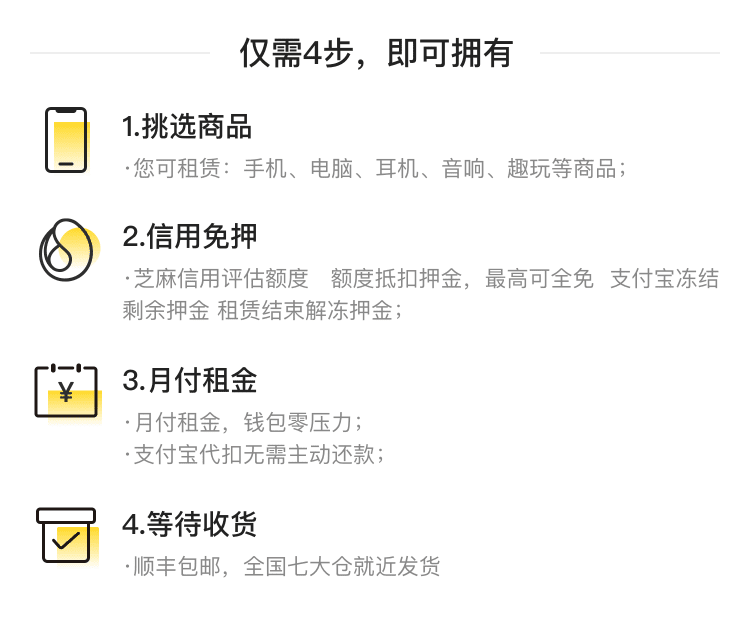 仅需4步，即可拥有
1.挑选商品
·您可租赁：手机、电脑、耳机、音响、趣玩等商品；
2.信用免押
·芝麻信用评估额度 额度抵扣押金，最高可全免 支付宝冻结
剩余押金 租赁结束解冻押金；
¥
3.月付租金
·月付租金，钱包零压力；
·支付宝代扣无需主动还款；
4.等待收货
·顺丰包邮，全国七大仓就近发货